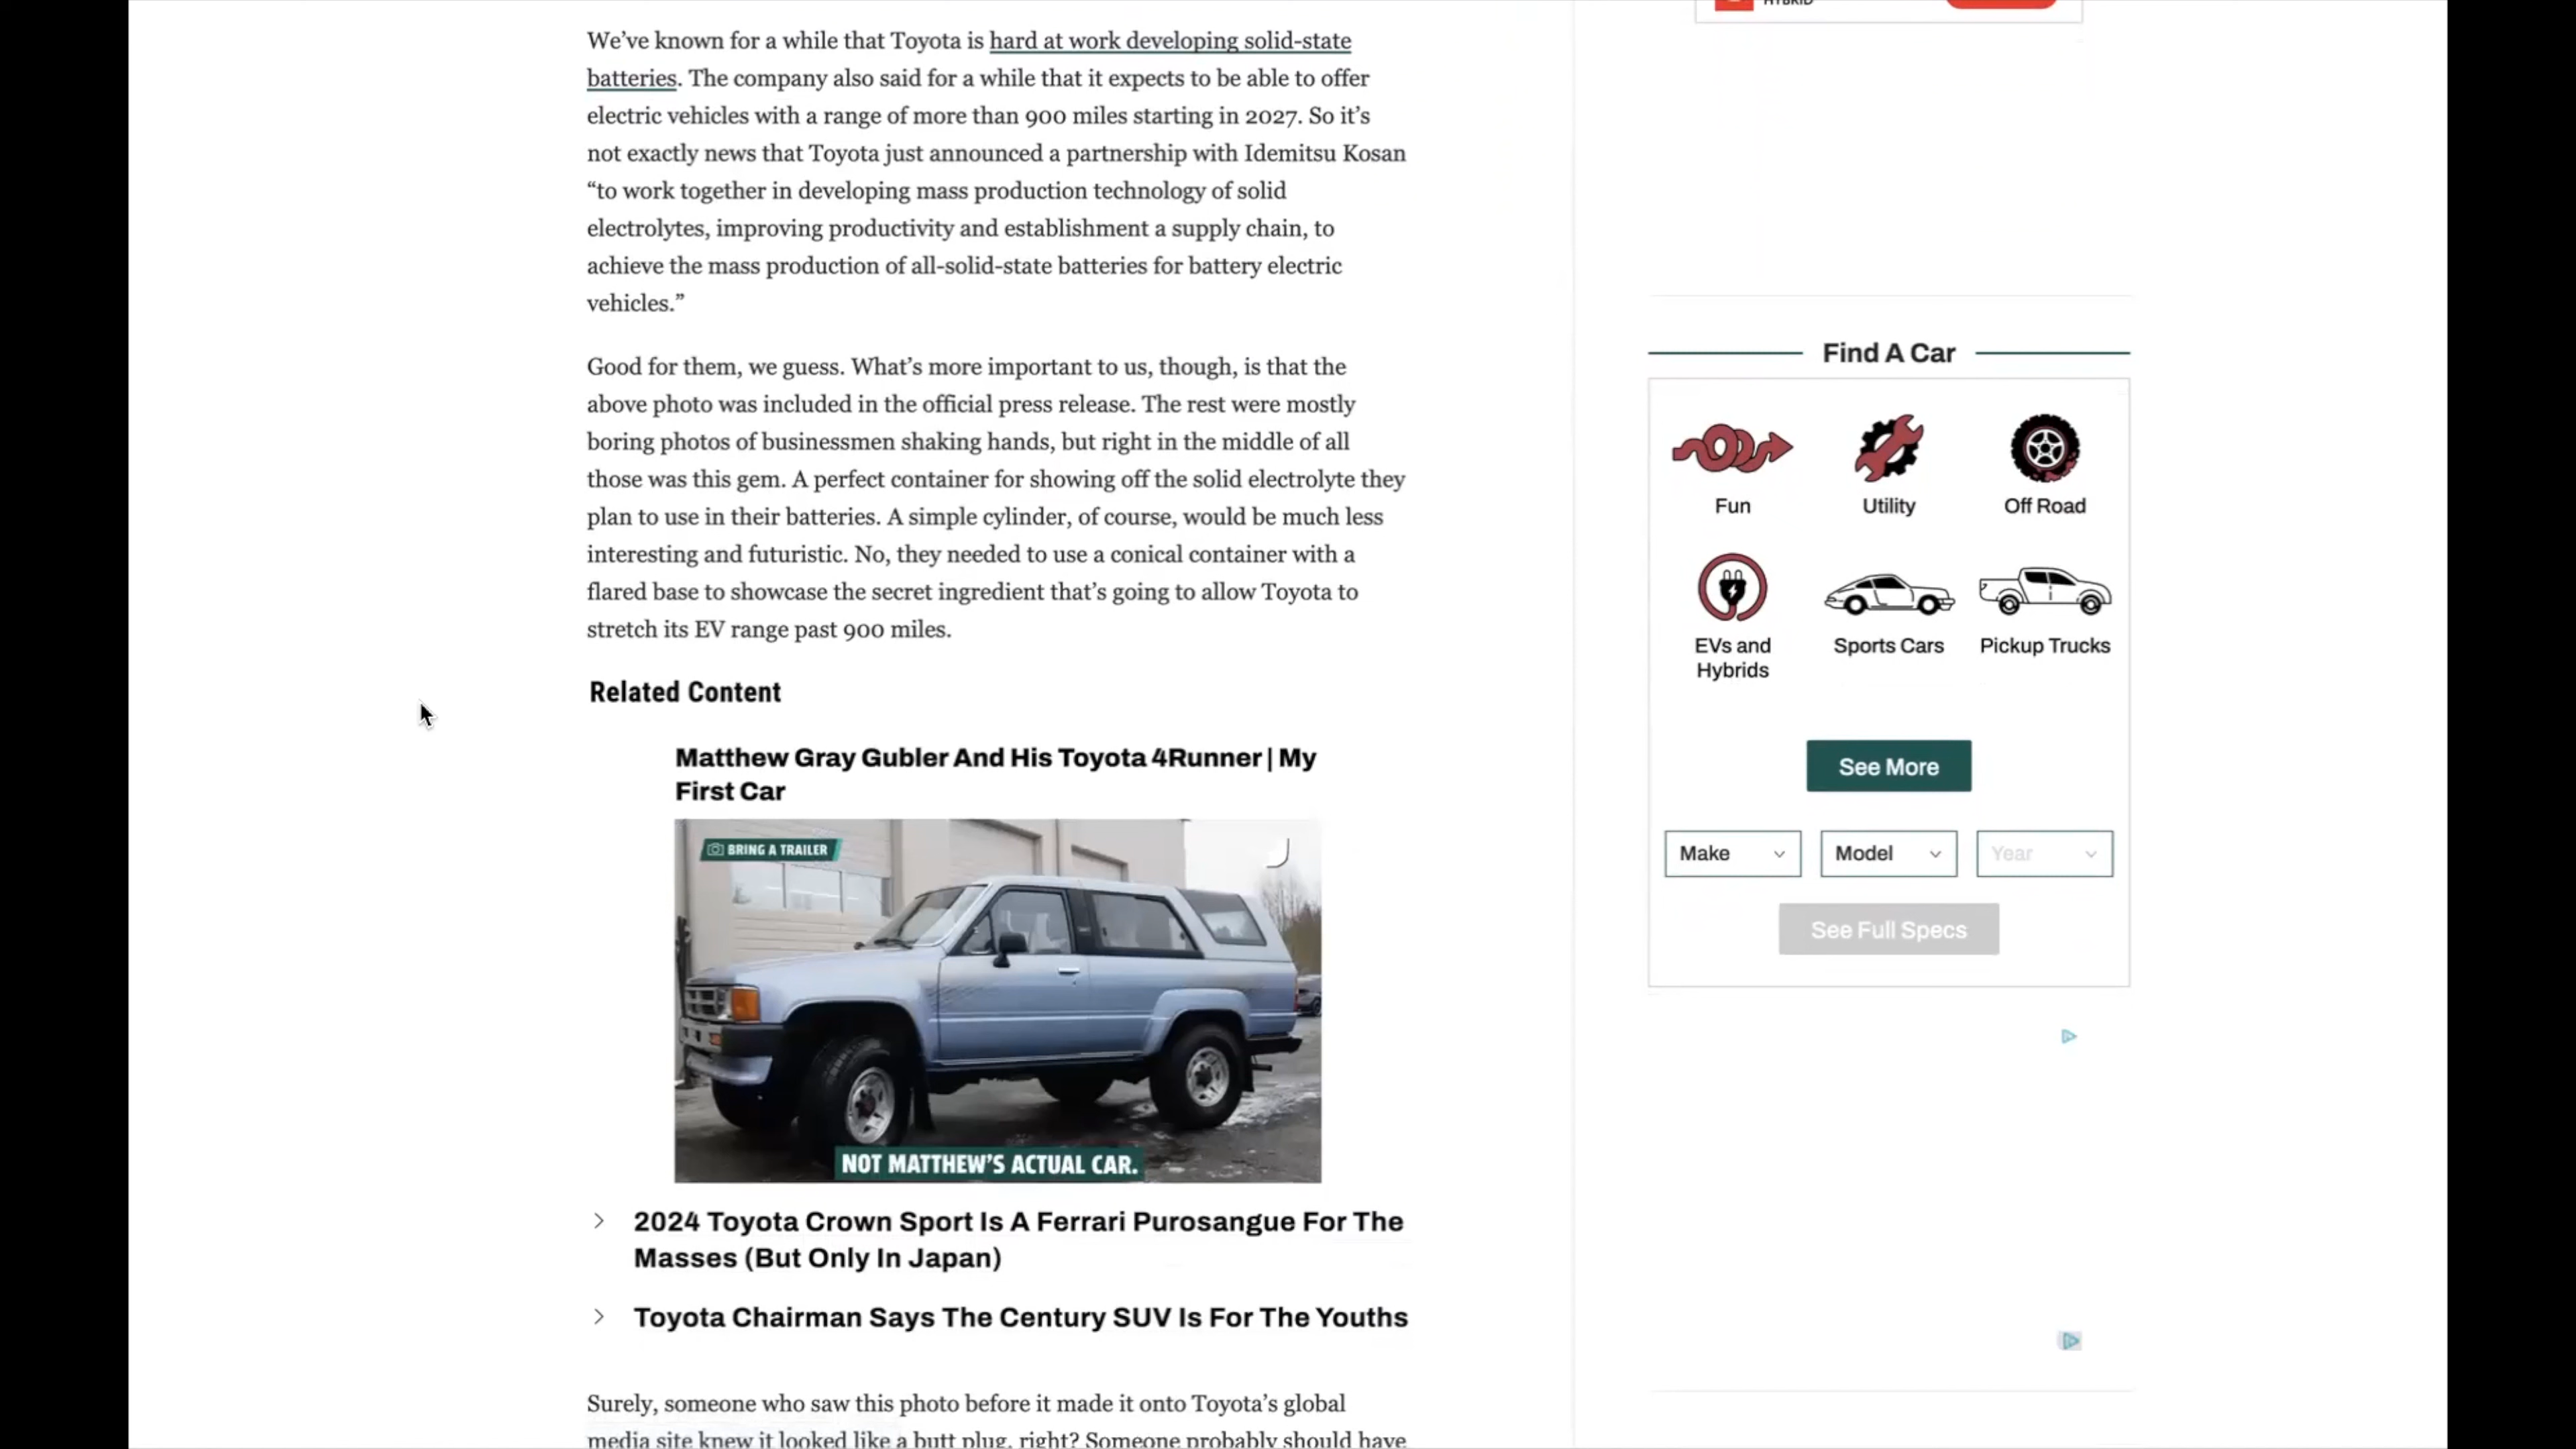 HYBRID
We’ve known for a while that Toyota is hard at work developing solid-state
batteries. The company also said for a while that it expects to be able to offer
electric vehicles with a range of more than 900 miles starting in 2027. So it’s
not exactly news that Toyota just announced a partnership with Idemitsu Kosan
“to work together in developing mass production technology of solid
electrolytes, improving productivity and establishment a supply chain, to
achieve the mass production of all-solid-state batteries for battery electric
vehicles.”
Good for them, we guess. What’s more important to us, though, is that the
above photo was included in the official press release. The rest were mostly
boring photos of businessmen shaking hands, but right in the middle of all
those was this gem. A perfect container for showing off the solid electrolyte they
plan to use in their batteries. A simple cylinder, of course, would be much less
interesting and futuristic. No, they needed to use a conical container with a
flared base to showcase the secret ingredient that’s going to allow Toyota to
stretch its EV range past 900 miles.
Related Content
Matthew Gray Gubler And His Toyota 4Runner | My
First Car
BRING A TRAILER
NOT MATTHEW’S ACTUAL CAR.
2024 Toyota Crown Sport Is A Ferrari Purosangue For The
Masses (But Only In Japan)
Toyota Chairman Says The Century SUV Is For The Youths
Surely, someone who saw this photo before it made it onto Toyota’s global
media site knew it looked like a butt plug, right? Someone probably should have
Find A Car
Fun
Utility
Off Road
EVs and
Hybrids
Sports Cars
Pickup Trucks
See More
Make
Model
Year
See Full Specs